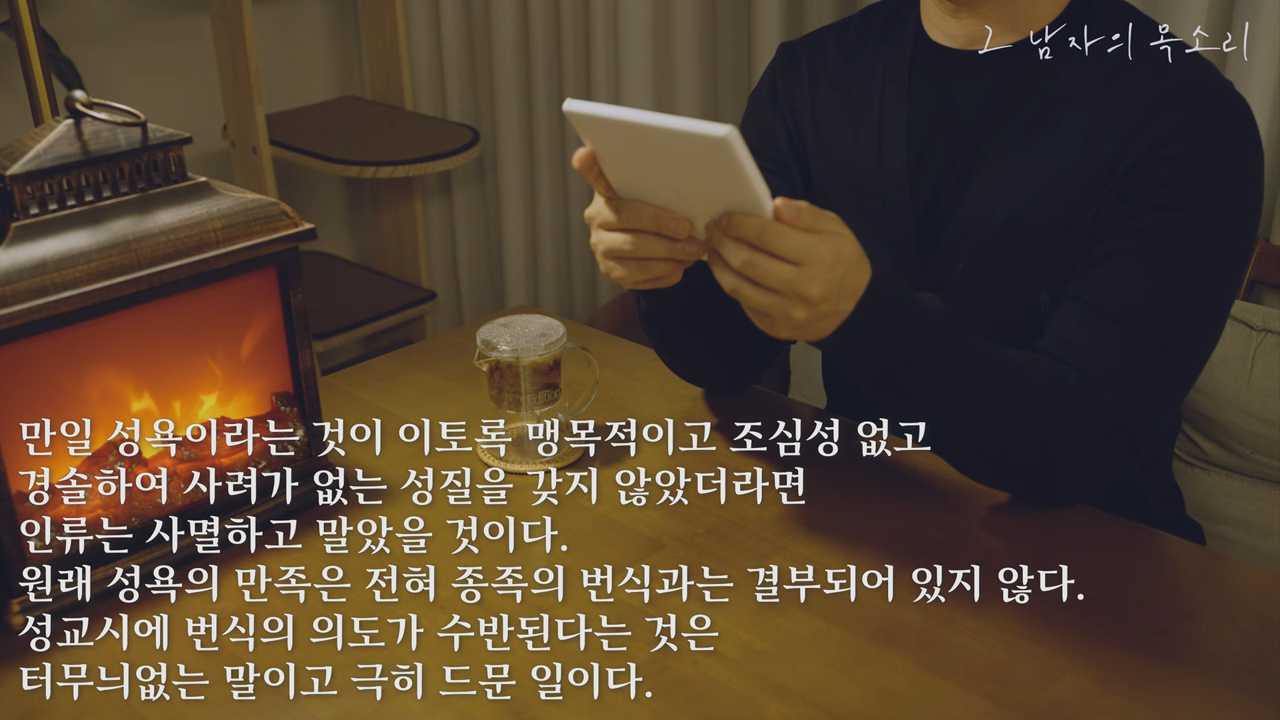 그 남자의 목소리
만일 성욕이라는 것이 이토록 맹목적이고 조심성 없고
경솔하여 사려가 없는 성질을 갖지 않았더라면
인류는 사멸하고 말았을 것이다.
원래 성욕의 만족은 전혀 종족의 번식과는 결부되어 있지 않다.
성교시에 번식의 의도가 수반된다는 것은
터무늬없는 말이고 극히 드문 일이다.
Edition